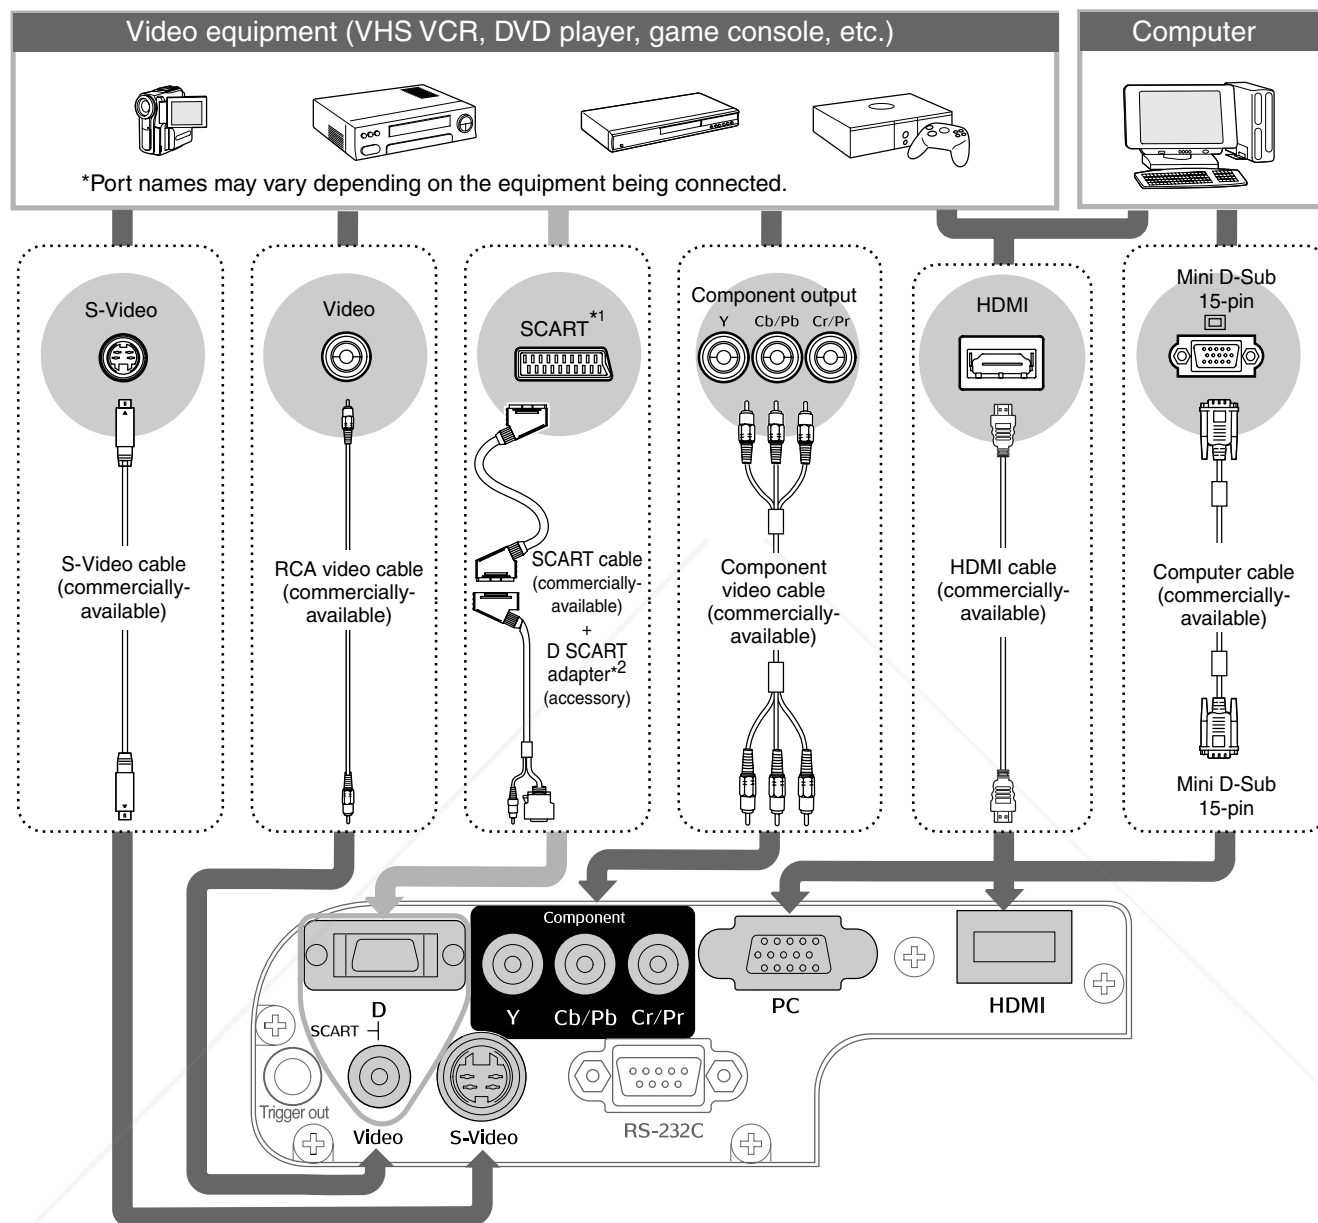 Video equipment (VHS VCR, DVD player, game console, etc.)
Computer
*Port names may vary depending on the equipment being connected.
S-Video
Video
SCART*1
Component output
Y Cb/Pb Cr/Pr
HDMI
Mini D-Sub
15-pin
S-Video cable
(commercially-
available)
RCA video cable
(commercially-
available)
SCART cable
(commercially-
available)
+
D SCART
adapter*2
(accessory)
Component
video cable
(commercially-
available)
HDMI cable
(commercially-
available)
Computer cable
(commercially-
available)
Mini D-Sub
15-pin
Component
Y Cb/Pb Cr/Pr
PC
HDMI
D
SCART
Trigger out
Video
S-Video
RS-232C